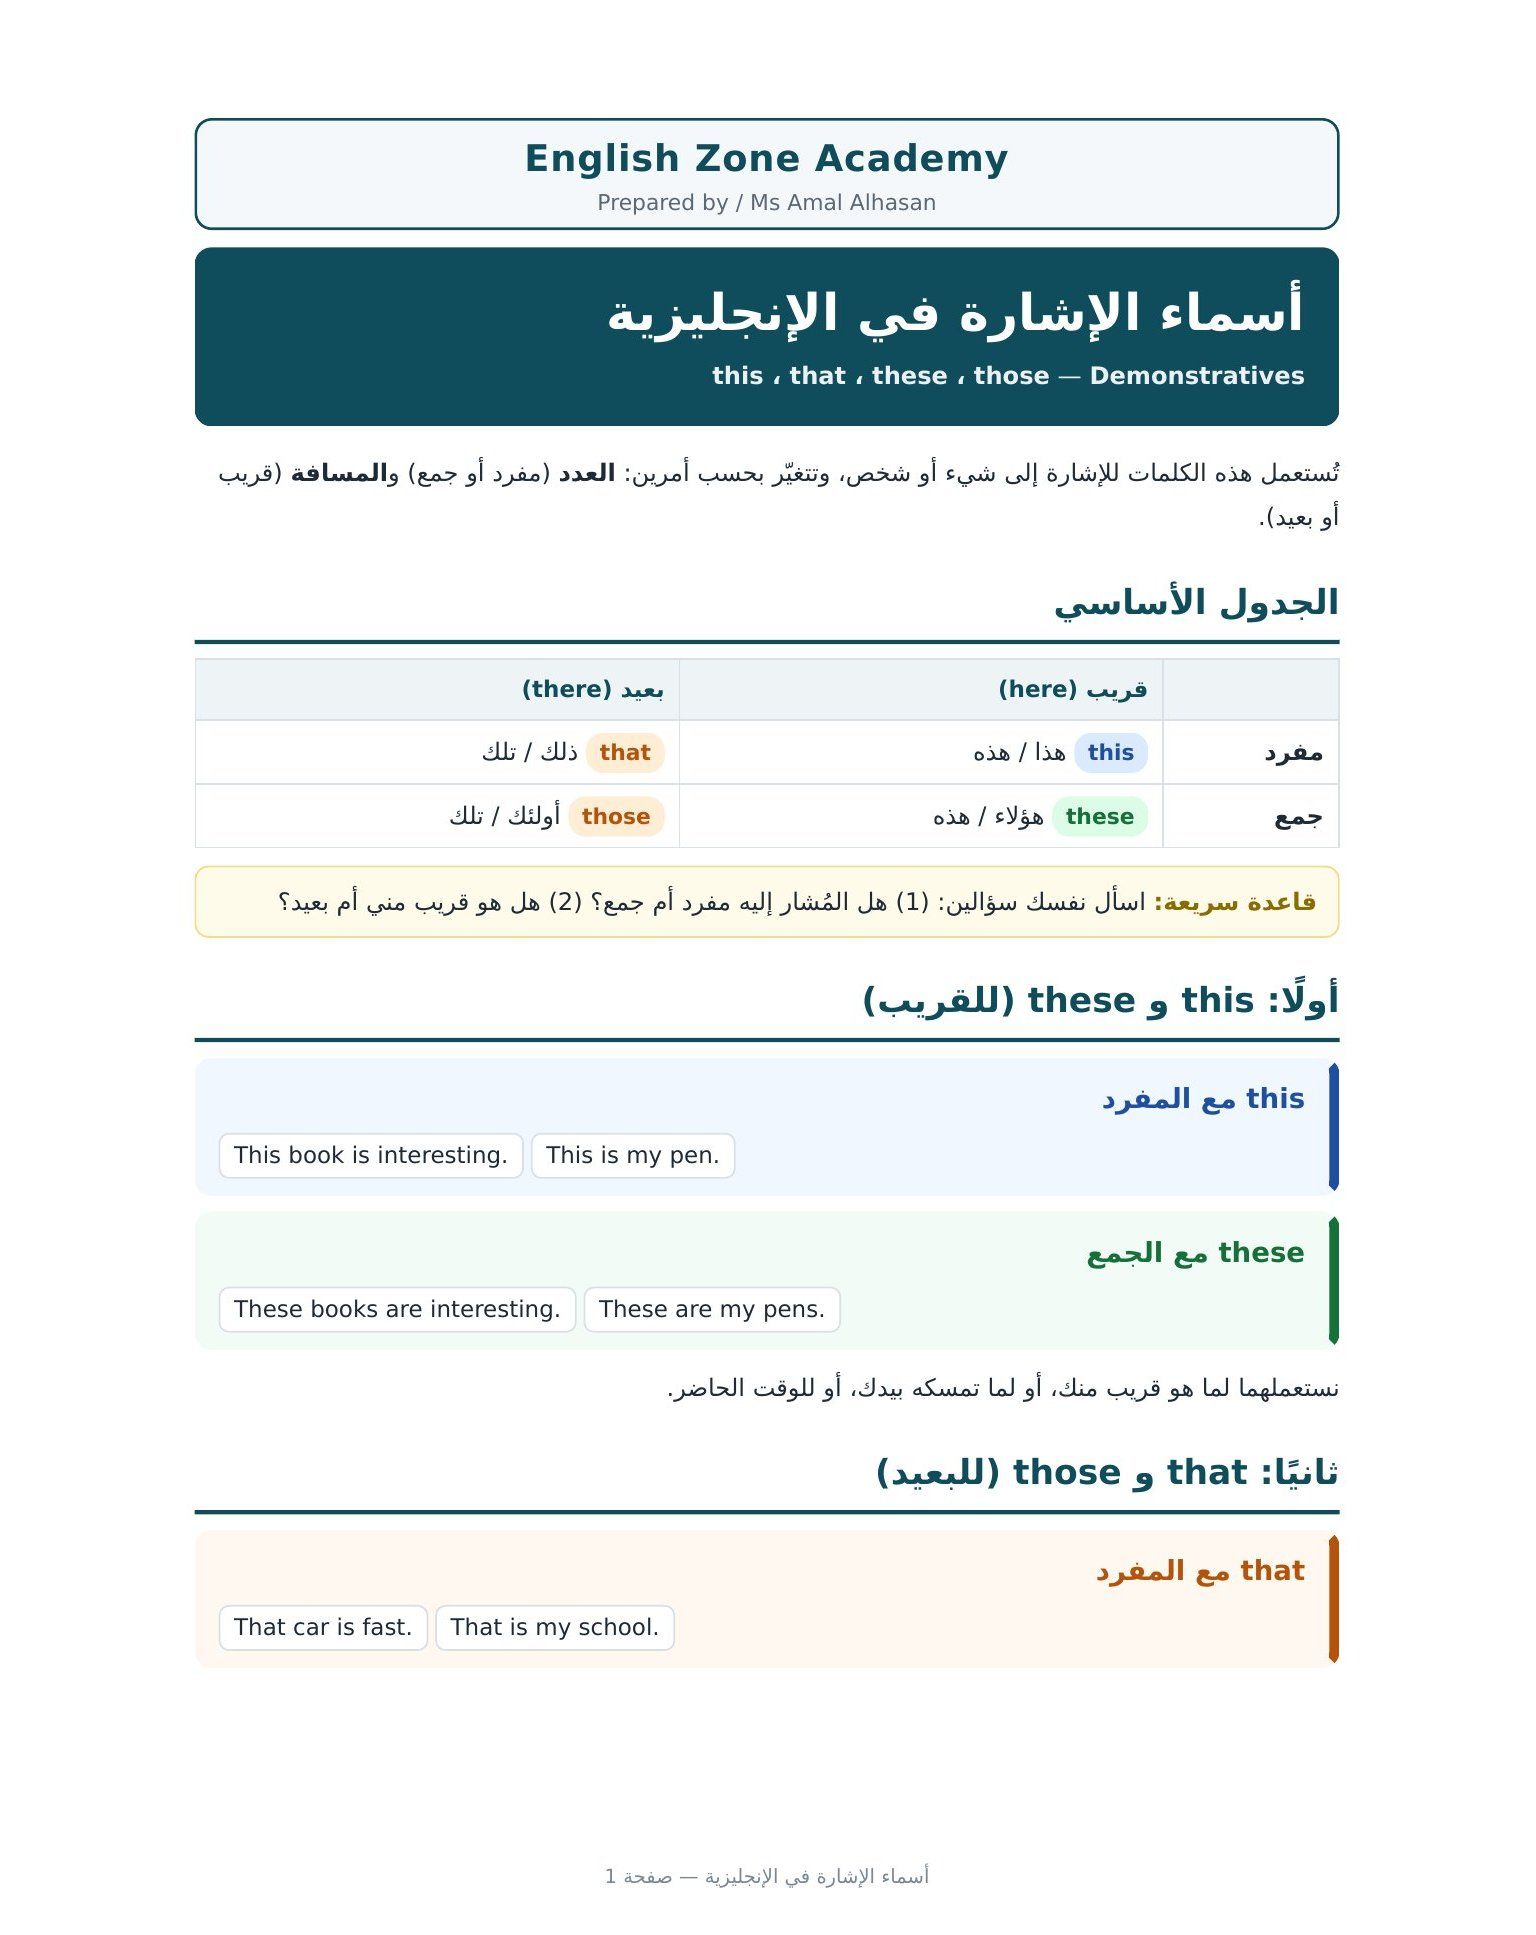 English Zone Academy
Prepared by / Ms Amal Alhasan
أسماء الإشارة في الإنجليزية
this ، that ، these ، those — Demonstratives
تُستعمل هذه الكلمات للإشارة إلى شيء أو شخص، وتتغيّر بحسب أمرين: العدد (مفرد أو جمع) والمسافة (قريب
أو بعيد).
الجدول الأساسي
قريب (here) بعيد (there)
مفرد this هذا / هذه that ذلك / تلك
جمع these هؤلاء / هذه those أولئك / تلك
قاعدة سريعة: اسأل نفسك سؤالين: (1) هل المُشار إليه مفرد أم جمع؟ (2) هل هو قريب مني أم بعيد؟
أولًا: this و these (للقريب)
this مع المفرد
This book is interesting. This is my pen.
these مع الجمع
These books are interesting. These are my pens.
نستعملهما لما هو قريب منك، أو لما تمسكه بيدك، أو للوقت الحاضر.
ثانيًا: that و those (للبعيد)
that مع المفرد
That car is fast. That is my school.
أسماء الإشارة في الإنجليزية — صفحة 1